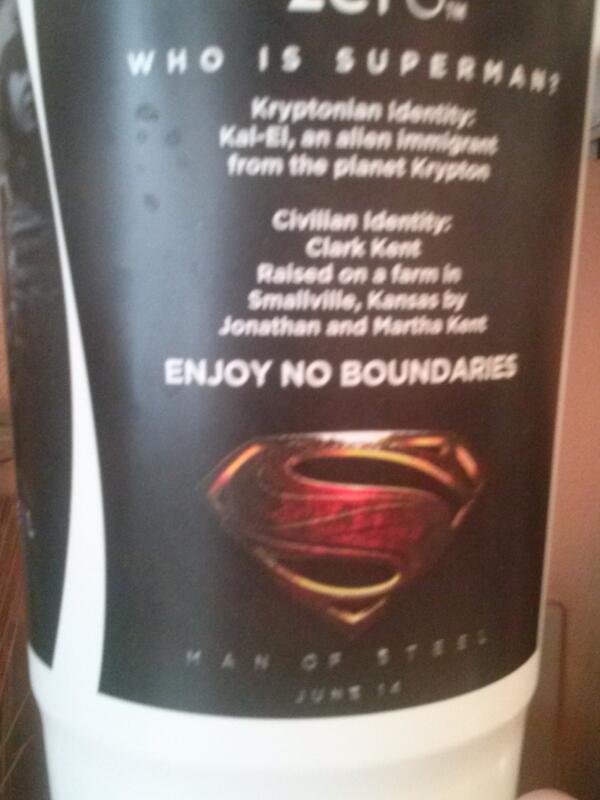 zero™
WHO IS SUPERMAN?
Kryptonian Identity:
Kal-El, an alien immigrant
from the planet Krypton
Civilian Identity:
Clark Kent
Raised on a farm in
Smallville, Kansas by
Jonathan and Martha Kent
ENJOY NO BOUNDARIES
MAN OF STEEL
JUNE 14